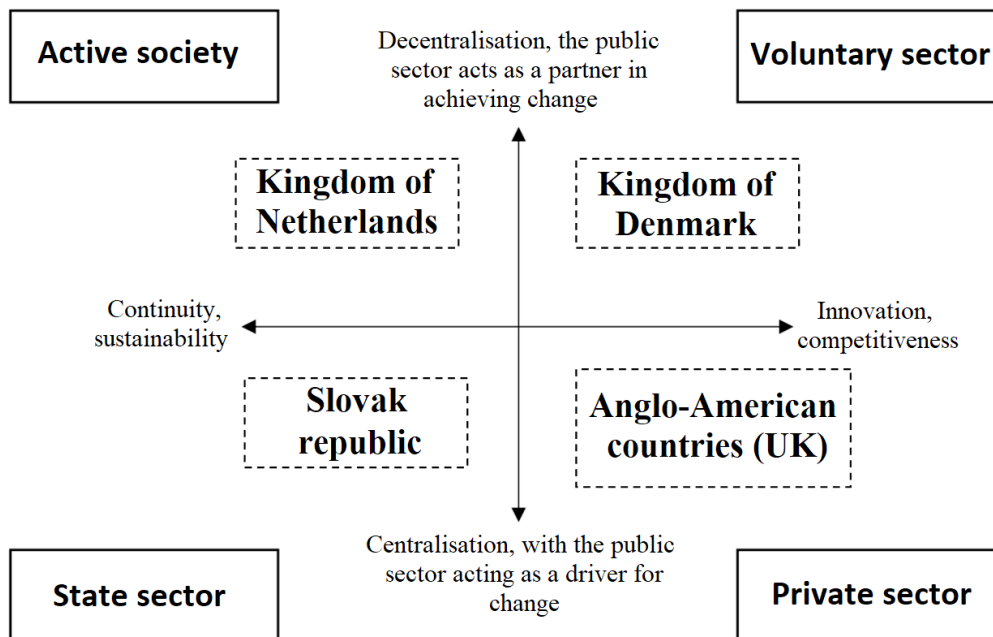 Active society
Decentralisation, the public
sector acts as a partner in
achieving change
Voluntary sector
Kingdom of
Netherlands
Kingdom of
Denmark
Continuity,
sustainability
Innovation,
competitiveness
Slovak
republic
Anglo-American
countries (UK)
Centralisation, with the public
sector acting as a driver for
change
State sector
Private sector